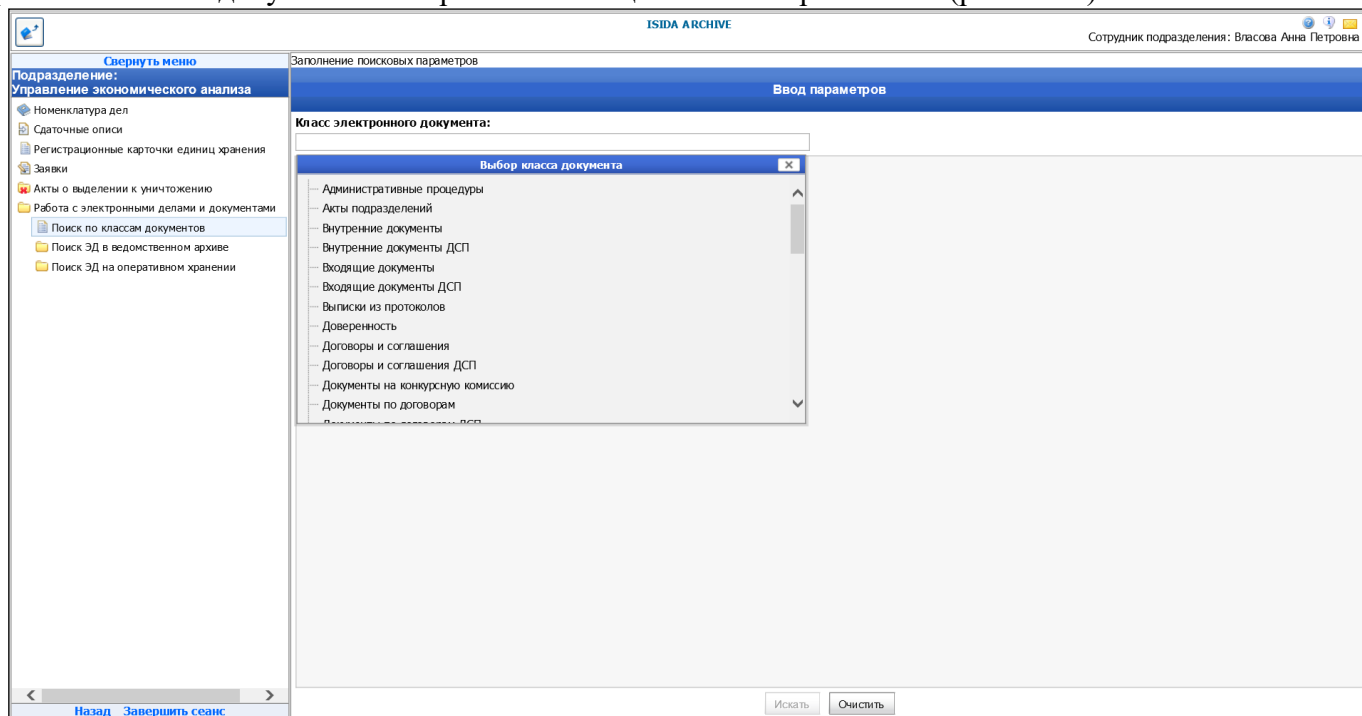 ISIDA ARCHIVE
Сотрудник подразделения: Власова Анна Петровна
Свернуть меню
Подразделение:
Управление экономического анализа
Номенклатура дел
Сдаточные описи
Регистрационные карточки единиц хранения
Заявки
Акты о выделении к уничтожению
Работа с электронными делами и документами
Поиск по классам документов
Поиск ЭД в ведомственном архиве
Поиск ЭД на оперативном хранении
Назад Завершить сеанс
Заполнение поисковых параметров
Ввод параметров
Класс электронного документа:
Выбор класса документа
Административные процедуры
Акты подразделений
Внутренние документы
Внутренние документы ДСП
Входящие документы
Входящие документы ДСП
Выписки из протоколов
Доверенность
Договоры и соглашения
Договоры и соглашения ДСП
Документы на конкурсную комиссию
Документы по договорам
Документы по договорам ДСП
Искать Очистить